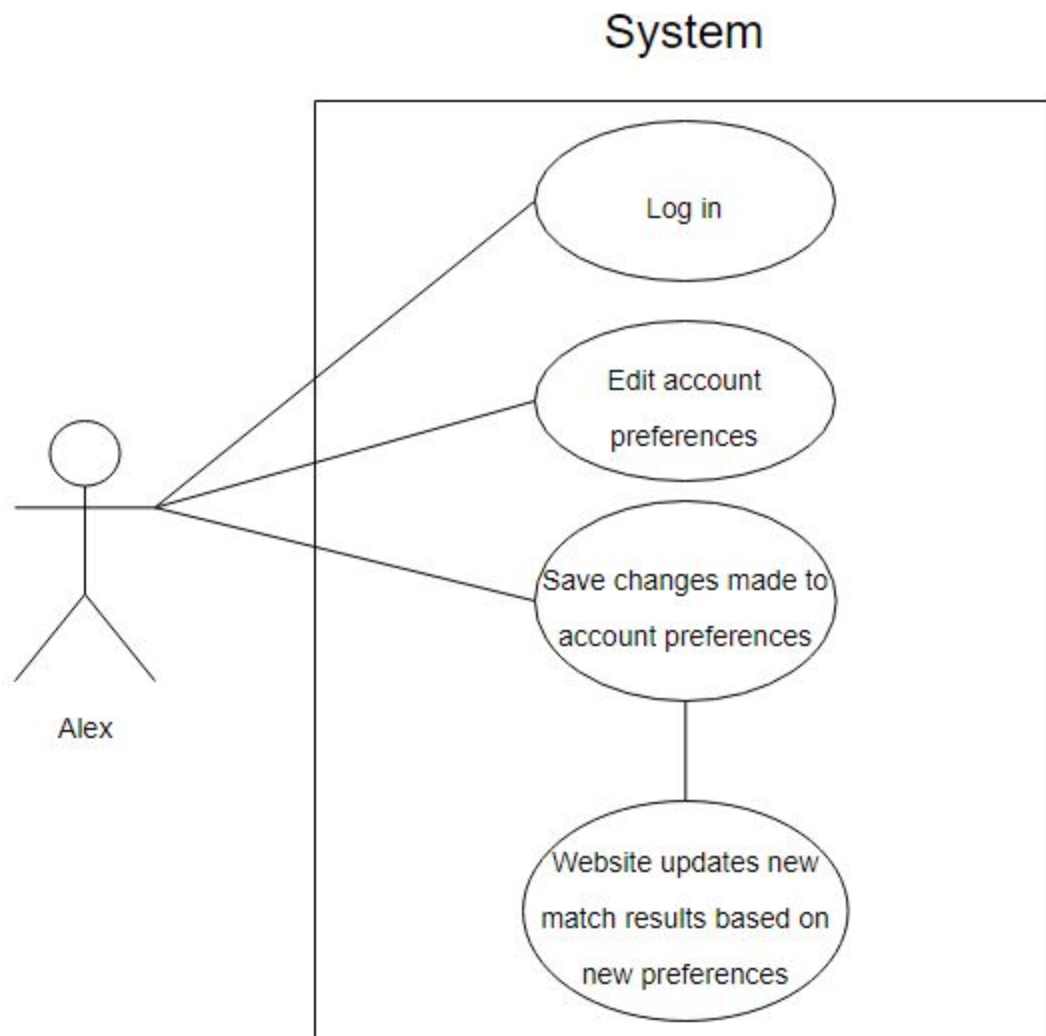 System
Log in
Edit account
preferences
Save changes made to
account preferences
Alex
Website updates new
match results based on
new preferences